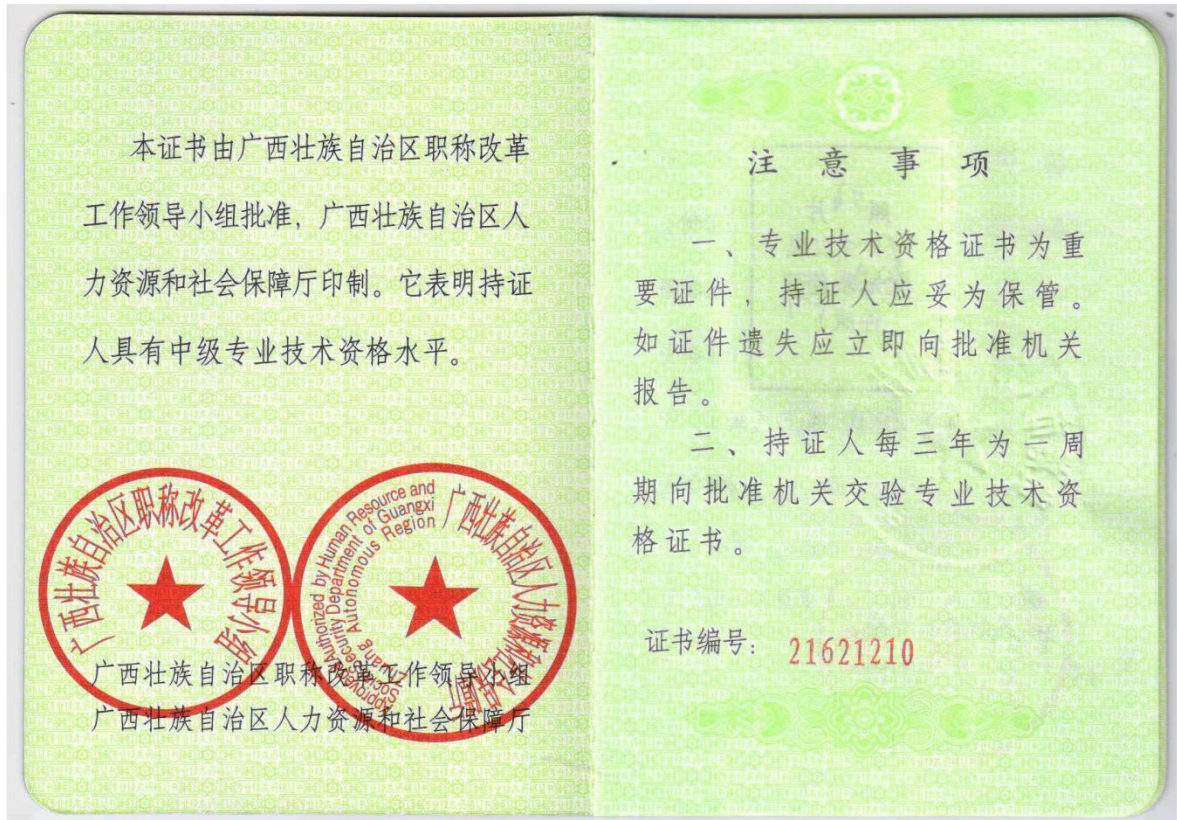 本证书由广西壮族自治区职称改革
工作领导小组批准，广西壮族自治区人
力资源和社会保障厅印制。它表明持证
人具有中级专业技术资格水平。
广西壮族自治区职称改革工作领导小组
Approved & Authorized by Human Resource and
Social Security Department of Guangxi
Zhuang Autonomous Region
广西壮族自治区人力资源和社会保障厅
广西壮族自治区职称改革工作领导小组
广西壮族自治区人力资源和社会保障厅
注意事项
一、专业技术资格证书为重
要证件，持证人应妥为保管。
如证件遗失应立即向批准机关
报告。
二、持证人每三年为一周
期向批准机关交验专业技术资
格证书。
证书编号：21621210